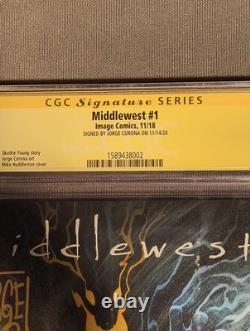 CGC Signature SERIES
Middlewest #1
Image Comics, 11/18
SIGNED BY JORGE CORONA ON 11/14/20
1589438002
Skottie Young story
Jorge Corona art
Mike Huddleston cover
iddlewest